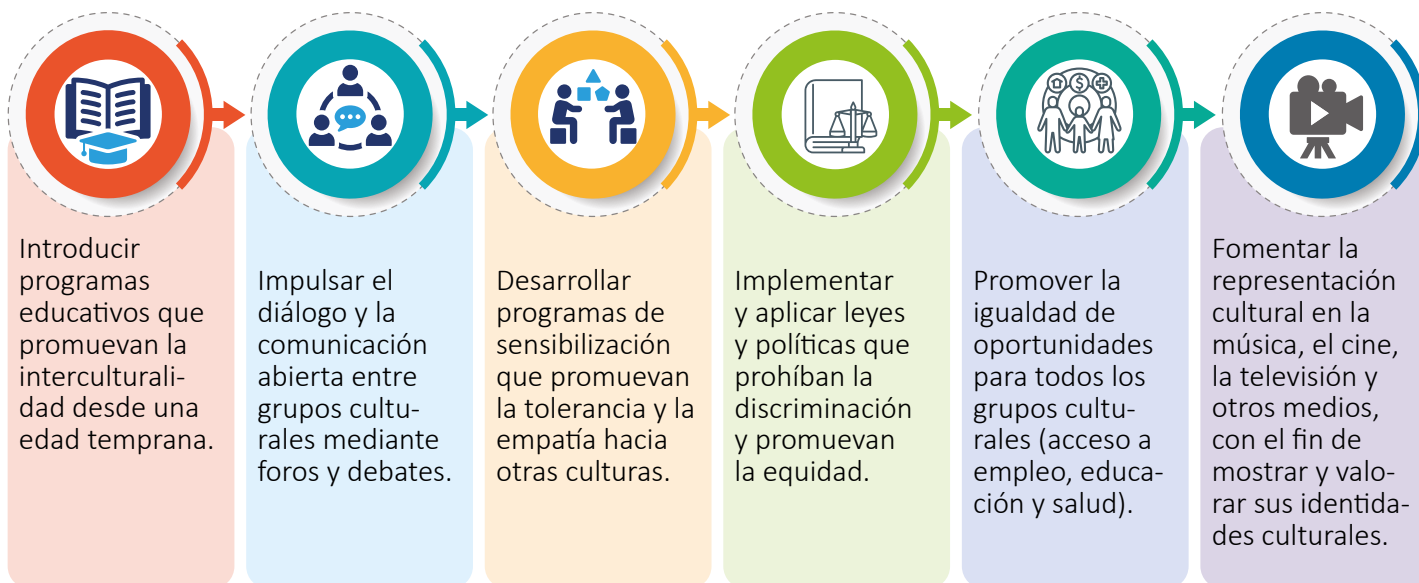 Introducir
programas
educativos que
promuevan la
interculturali-
dad desde una
edad temprana.
Impulsar el
diálogo y la
comunicación
abierta entre
grupos cultu-
rales mediante
foros y debates.
Desarrollar
programas de
sensibilización
que promuevan
la tolerancia y la
empatía hacia
otras culturas.
Implementar
y aplicar leyes
y políticas que
prohíban la
discriminación
y promuevan
la equidad.
Promover la
igualdad de
oportunidades
para todos los
grupos cultu-
rales (acceso a
empleo, educa-
ción y salud).
Fomentar la
representación
cultural en la
música, el cine,
la televisión y
otros medios,
con el fin de
mostrar y valo-
rar sus identida-
des culturales.